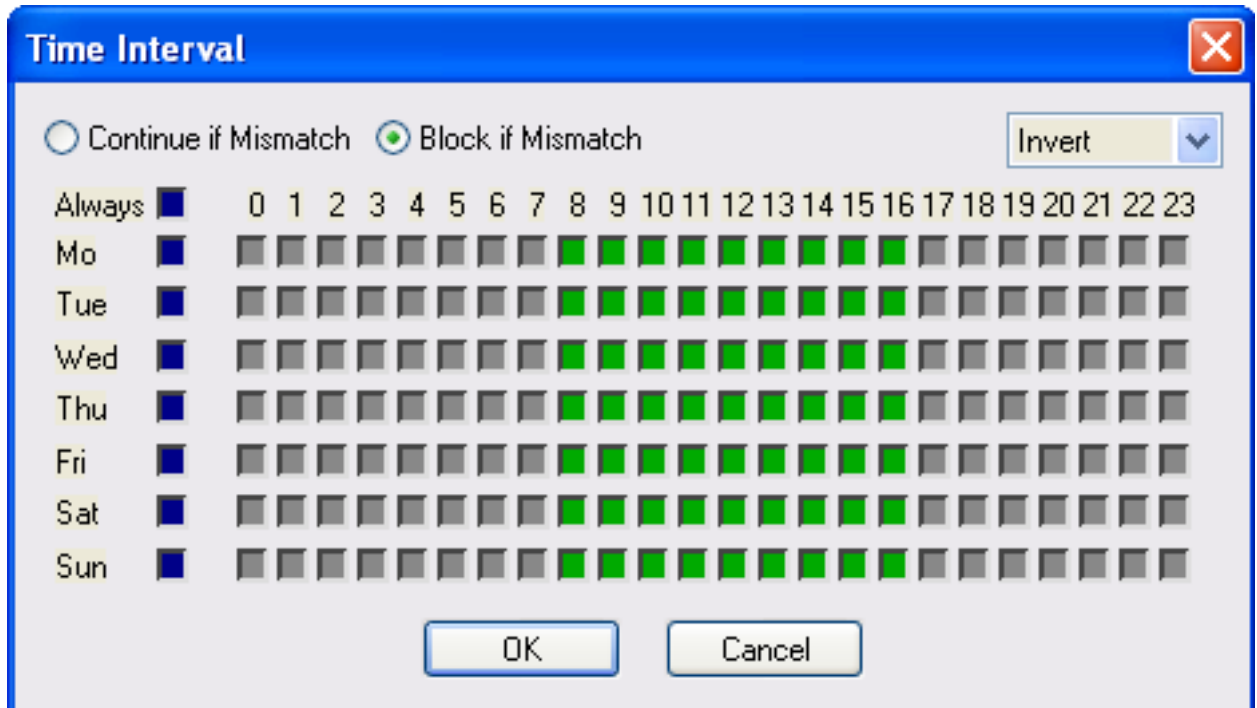 Time Interval
Continue if Mismatch Block if Mismatch Invert
Always 0 1 2 3 4 5 6 7 8 9 10 11 12 13 14 15 16 17 18 19 20 21 22 23
Mo
Tue
Wed
Thu
Fri
Sat
Sun
OK Cancel